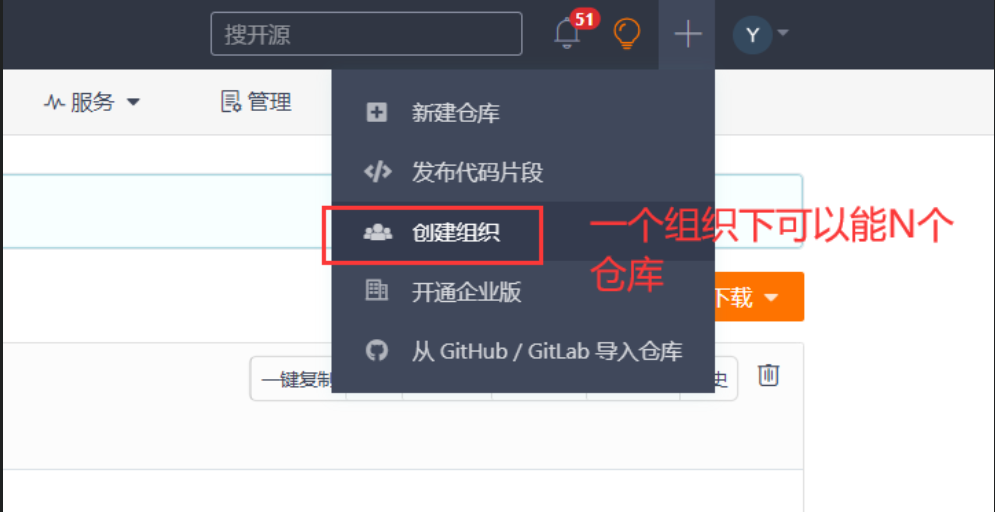 搜开源
51
Y
服务
管理
新建仓库
发布代码片段
创建组织
一个组织下可以能N个
仓库
开通企业版
下载
从 GitHub / GitLab 导入仓库
一键复制
史